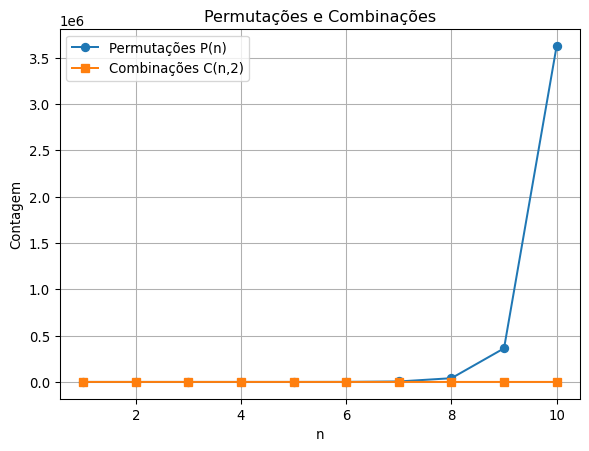 Permutações e Combinações
1e6
Permutações P(n)
Combinações C(n,2)
3.5
3.0
2.5
2.0
1.5
1.0
0.5
0.0
Contagem
2 4 6 8 10
n